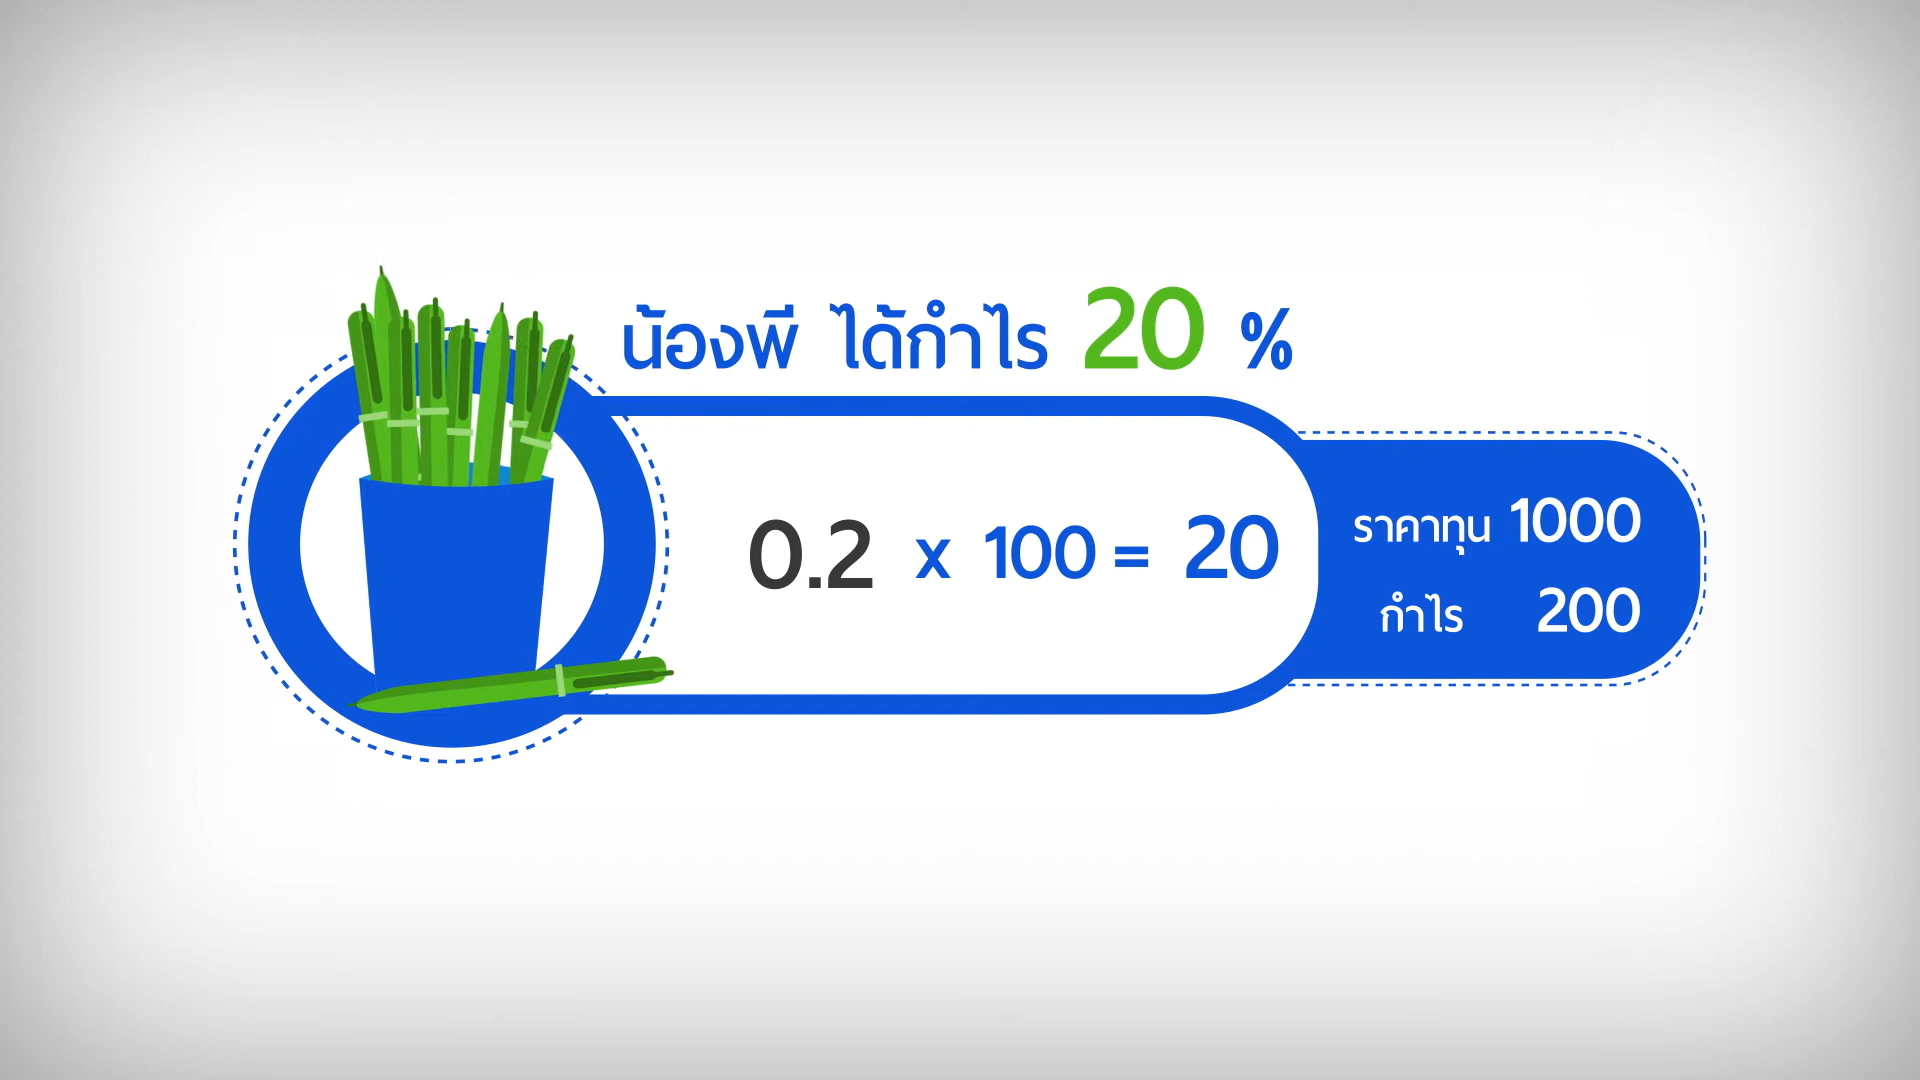 น้องพี ได้กำไร 20 %
0.2 x 100 = 20
ราคาทุน 1000
กำไร 200